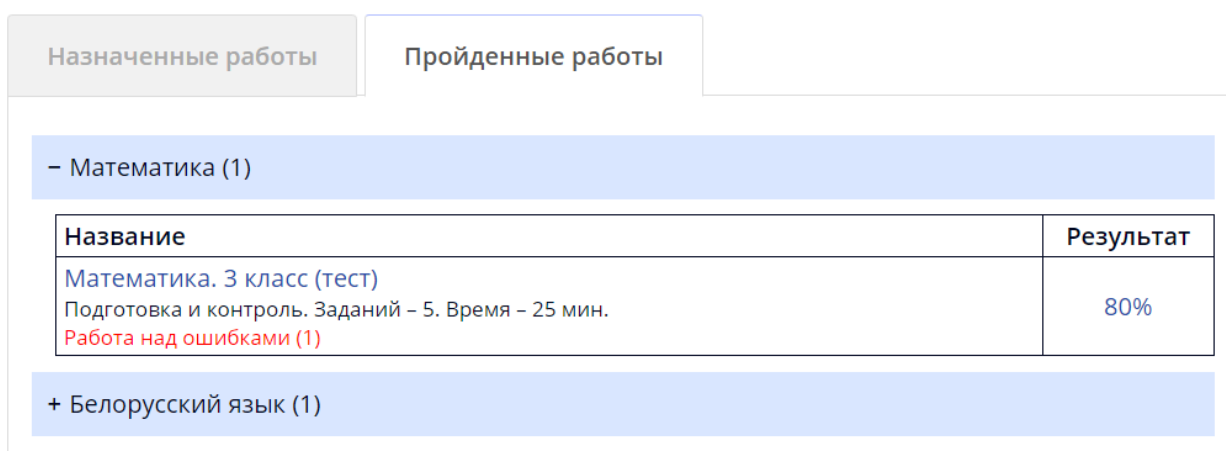 Назначенные работы
Пройденные работы
− Математика (1)
Название
Результат
Математика. 3 класс (тест)
Подготовка и контроль. Заданий – 5. Время – 25 мин.
Работа над ошибками (1)
80%
+ Белорусский язык (1)